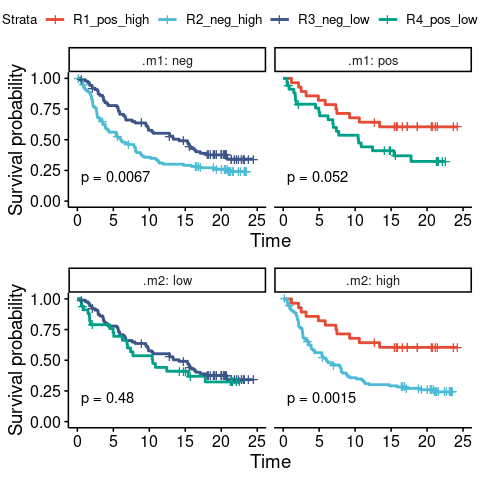 Strata R1_pos_high R2_neg_high R3_neg_low R4_pos_low
.m1: neg .m1: pos
Survival probability
1.00
0.75
0.50
0.25
0.00
p = 0.0067 p = 0.052
0 5 10 15 20 25 0 5 10 15 20 25
Time
.m2: low .m2: high
Survival probability
1.00
0.75
0.50
0.25
0.00
p = 0.48 p = 0.0015
0 5 10 15 20 25 0 5 10 15 20 25
Time